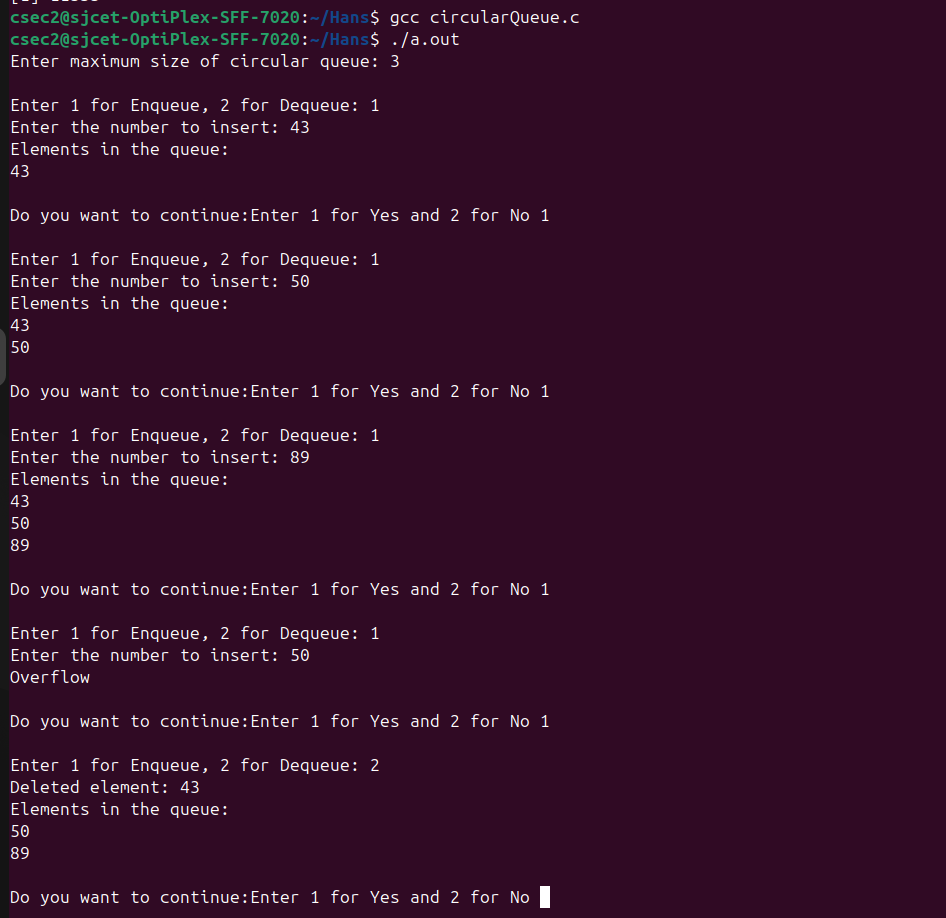 csec2@sjcet-OptiPlex-SFF-7020:~/Hans$ gcc circularQueue.c
csec2@sjcet-OptiPlex-SFF-7020:~/Hans$ ./a.out
Enter maximum size of circular queue: 3
Enter 1 for Enqueue, 2 for Dequeue: 1
Enter the number to insert: 43
Elements in the queue:
43
Do you want to continue:Enter 1 for Yes and 2 for No 1
Enter 1 for Enqueue, 2 for Dequeue: 1
Enter the number to insert: 50
Elements in the queue:
43
50
Do you want to continue:Enter 1 for Yes and 2 for No 1
Enter 1 for Enqueue, 2 for Dequeue: 1
Enter the number to insert: 89
Elements in the queue:
43
50
89
Do you want to continue:Enter 1 for Yes and 2 for No 1
Enter 1 for Enqueue, 2 for Dequeue: 1
Enter the number to insert: 50
Overflow
Do you want to continue:Enter 1 for Yes and 2 for No 1
Enter 1 for Enqueue, 2 for Dequeue: 2
Deleted element: 43
Elements in the queue:
50
89
Do you want to continue:Enter 1 for Yes and 2 for No